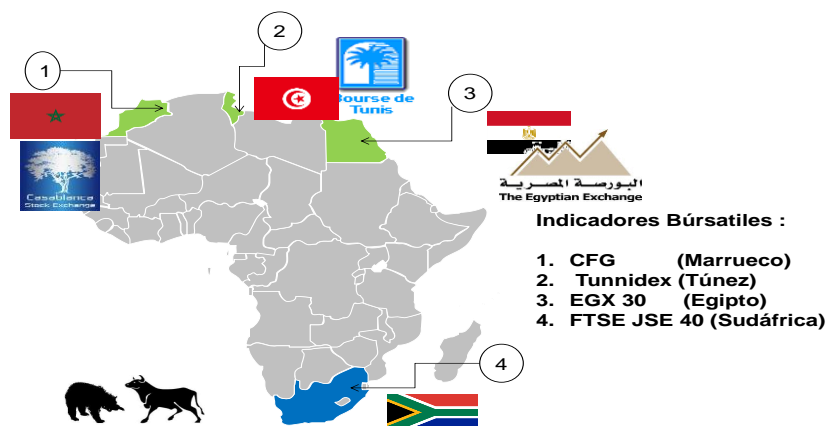 1
2
3
4
Bourse de
Tunis
Casablanca
Stock Exchange
البورصة المصرية
The Egyptian Exchange
Indicadores Búrsatiles :
1. CFG (Marrueco)
2. Tunnidex (Túnez)
3. EGX 30 (Egipto)
4. FTSE JSE 40 (Sudáfrica)